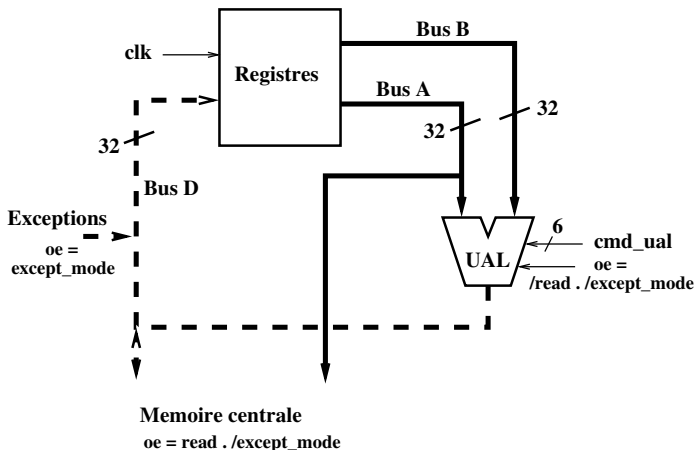 Bus B
clk
Registres
Bus A
32
32
32
Bus D
Exceptions
oe =
except_mode
6
cmd_ual
UAL
oe =
/read . /except_mode
Memoire centrale
oe = read . /except_mode